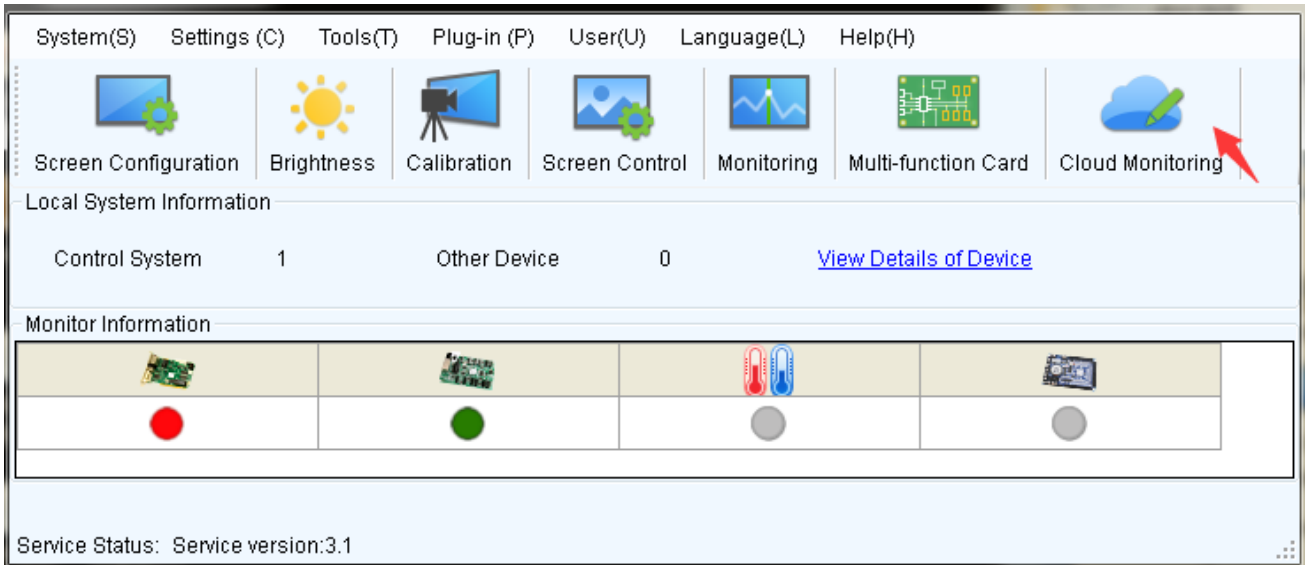 System(S) Settings (C) Tools(T) Plug-in (P) User(U) Language(L) Help(H)
Screen Configuration Brightness Calibration Screen Control Monitoring Multi-function Card Cloud Monitoring
Local System Information
Control System 1 Other Device 0 View Details of Device
Monitor Information
Service Status: Service version:3.1